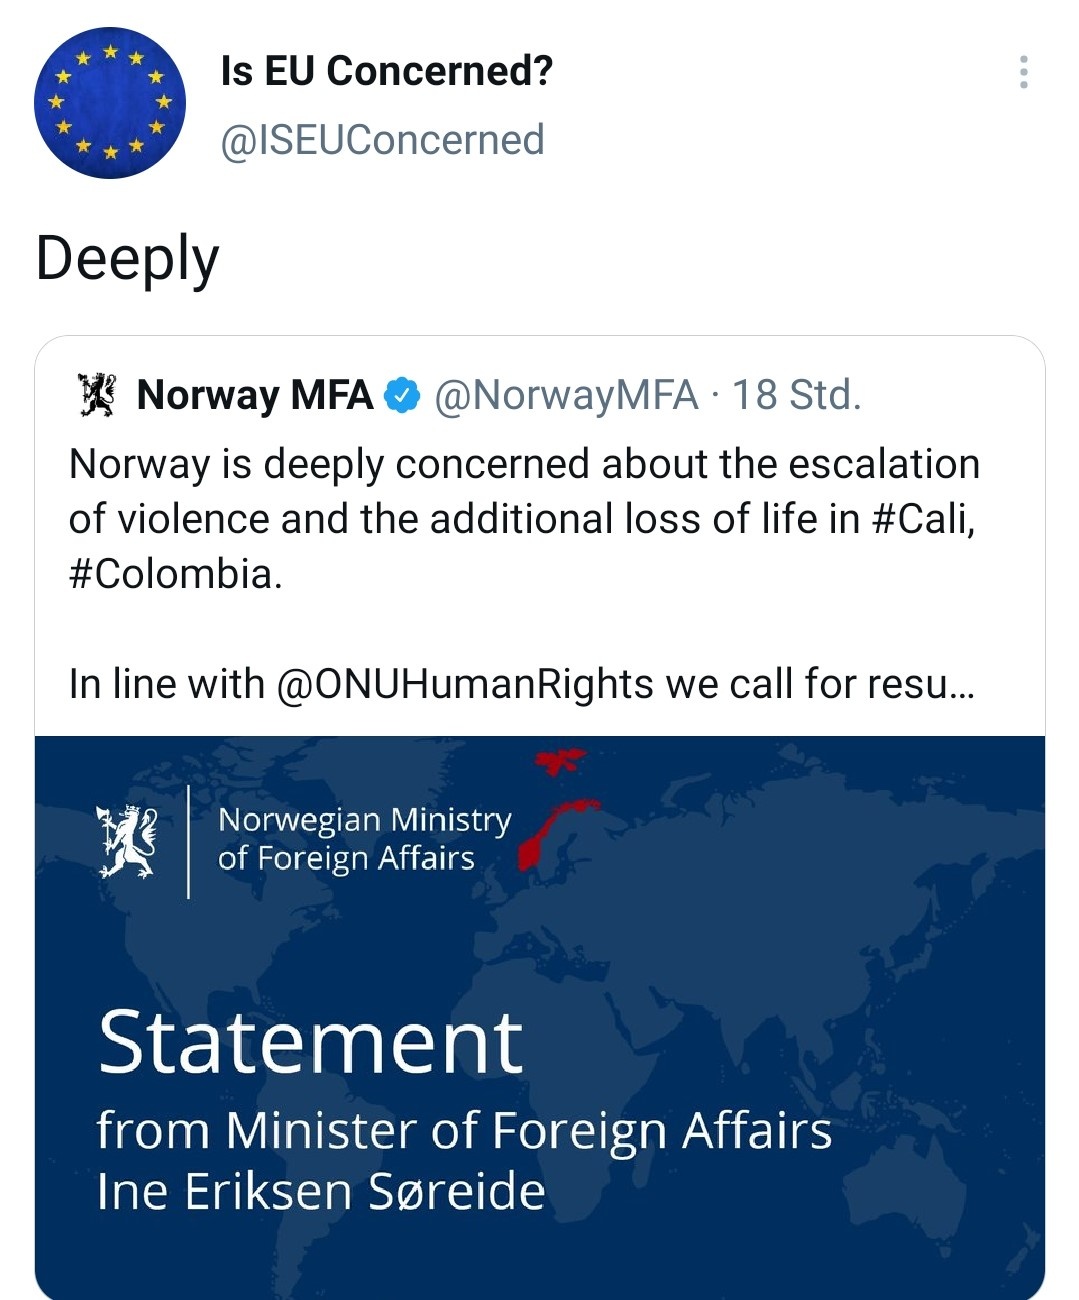 Is EU Concerned?
@ISEUConcerned
Deeply
Norway MFA @NorwayMFA · 18 Std.
Norway is deeply concerned about the escalation
of violence and the additional loss of life in #Cali,
#Colombia.
In line with @ONUHumanRights we call for resu...
Norwegian Ministry
of Foreign Affairs
Statement
from Minister of Foreign Affairs
Ine Eriksen Søreide